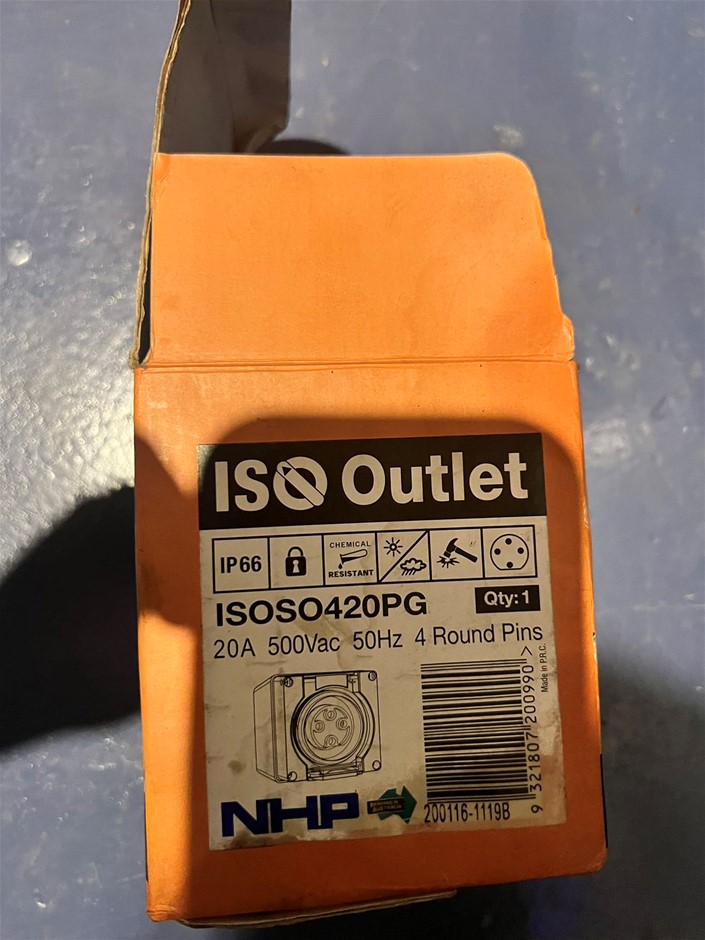 ISO Outlet
IP66
CHEMICAL
RESISTANT
ISOSO420PG
Qty: 1
20A 500Vac 50Hz 4 Round Pins
Made in P.R.C.
9 321807 200990 >
NHP
200116-1119B